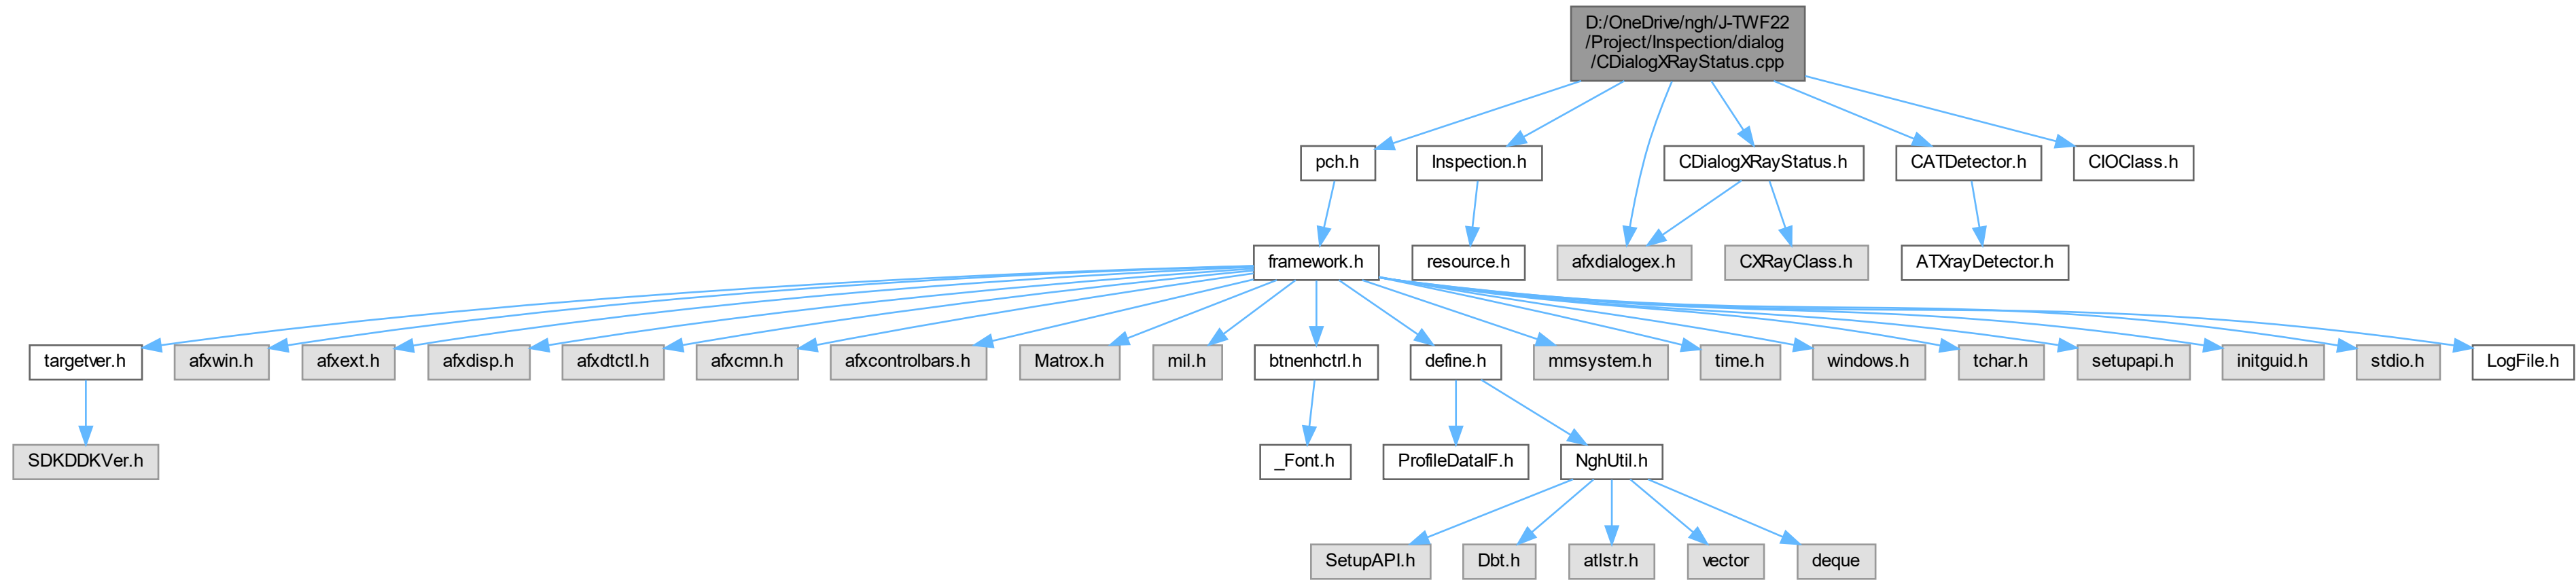 D:/OneDrive/ngh/J-TWF22
/Project/Inspection/dialog
/CDialogXRayStatus.cpp
pch.h
Inspection.h
CDialogXRayStatus.h
CATDetector.h
CIOClass.h
framework.h
resource.h
afxdialogex.h
CXRayClass.h
ATXrayDetector.h
targetver.h
afxwin.h
afxext.h
afxdisp.h
afxdtctl.h
afxcmn.h
afxcontrolbars.h
Matrox.h
mil.h
btnenhctrl.h
define.h
mmsystem.h
time.h
windows.h
tchar.h
setupapi.h
initguid.h
stdio.h
LogFile.h
SDKDDKVer.h
_Font.h
ProfileDataIF.h
NghUtil.h
SetupAPI.h
Dbt.h
atlstr.h
vector
deque